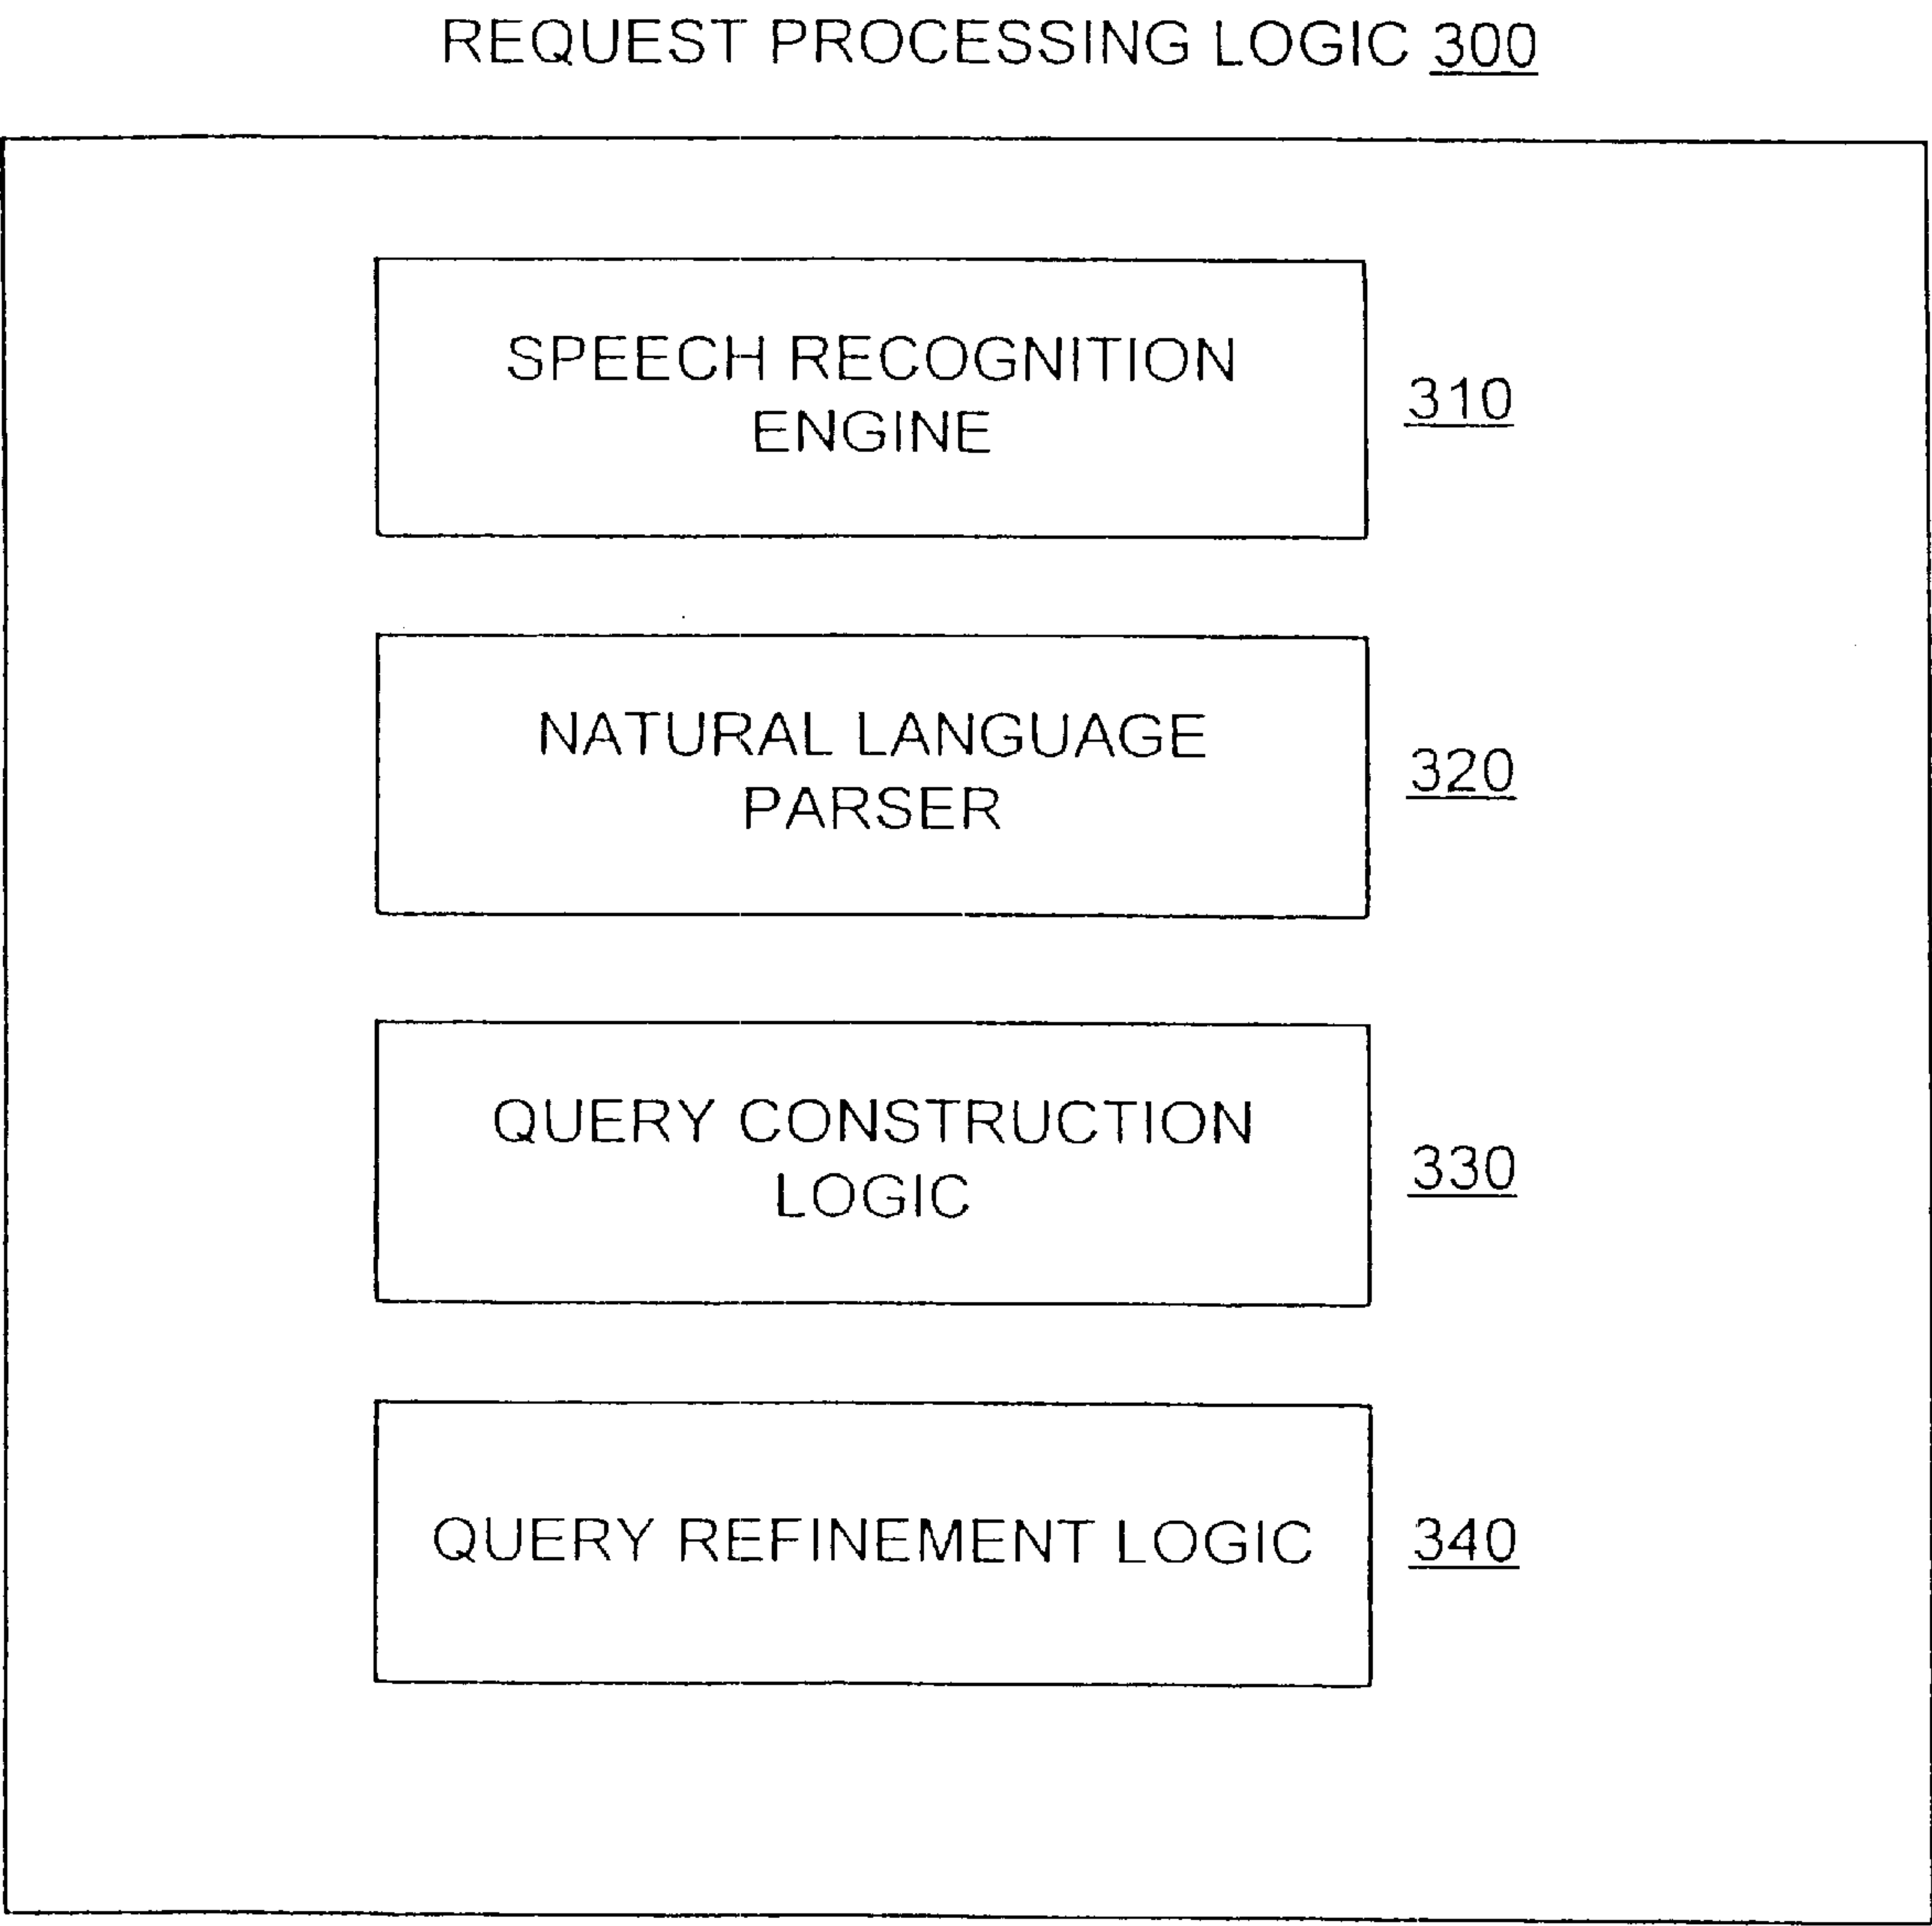 REQUEST PROCESSING LOGIC 300
SPEECH RECOGNITION
ENGINE
310
NATURAL LANGUAGE
PARSER
320
QUERY CONSTRUCTION
LOGIC
330
QUERY REFINEMENT LOGIC
340